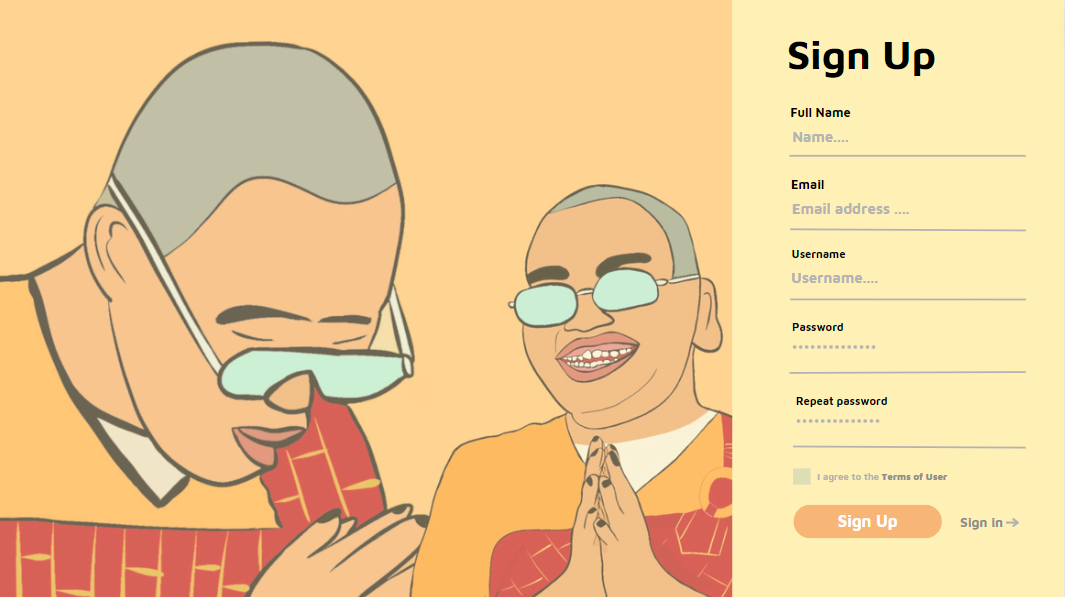 Sign Up
Full Name
Name....
Email
Email address ....
Username
Username....
Password
Repeat password
I agree to the Terms of User
Sign Up
Sign in →